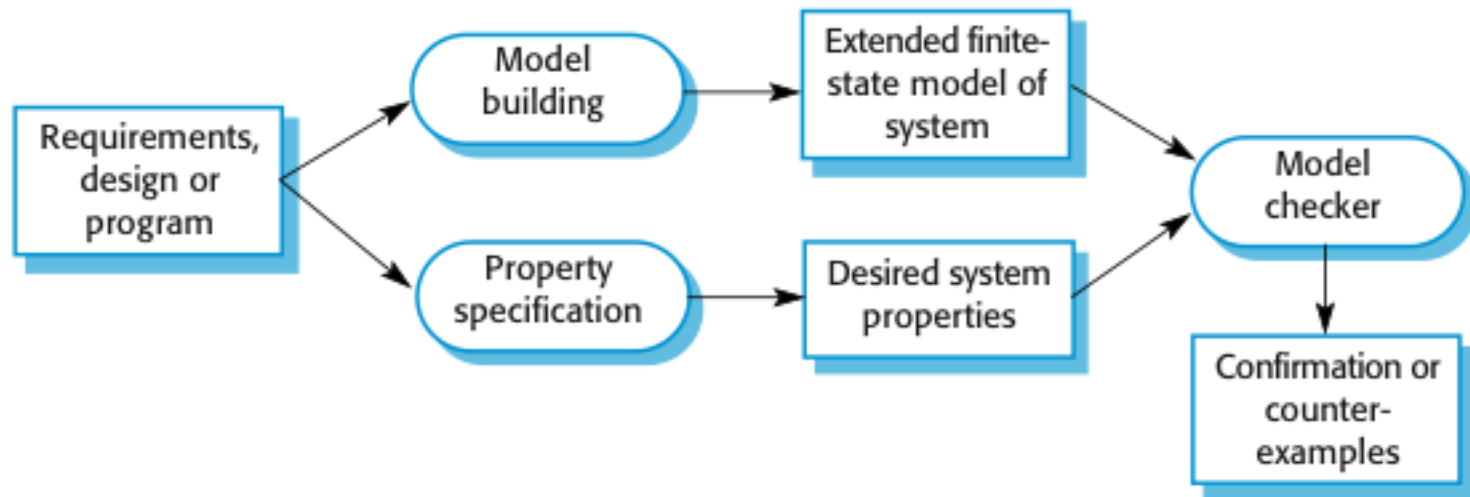 Requirements,
design or
program
Model
building
Extended finite-
state model of
system
Property
specification
Desired system
properties
Model
checker
Confirmation or
counter-
examples